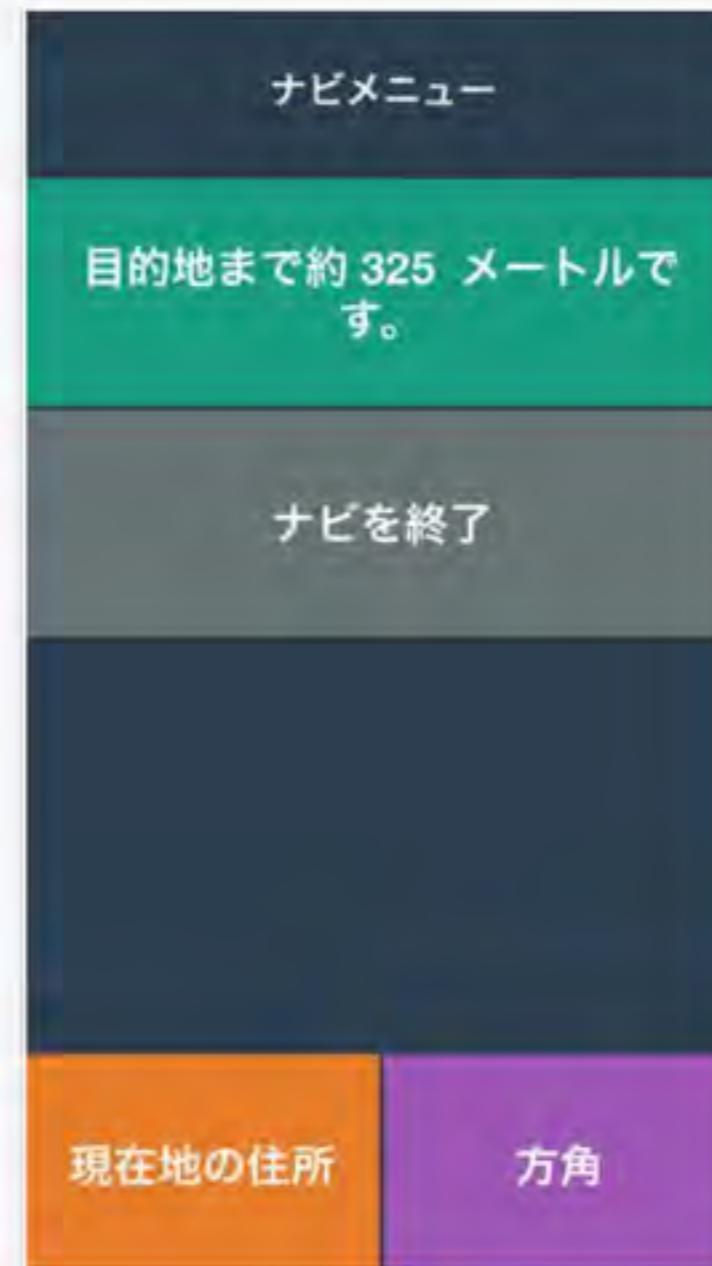 ナビメニュー
目的地まで約 325 メートルで
す。
ナビを終了
現在地の住所
方角